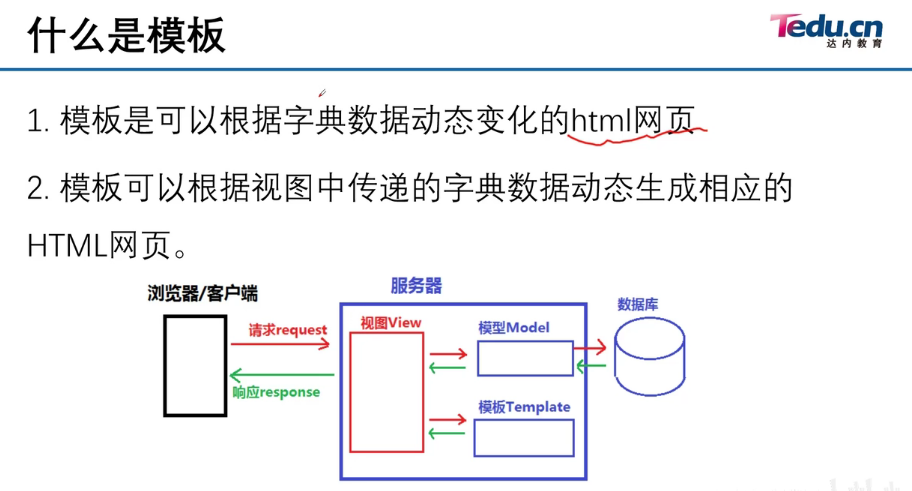 什么是模板
Tedu.cn
达内教育
1. 模板是可以根据字典数据动态变化的html网页
2. 模板可以根据视图中传递的字典数据动态生成相应的
HTML网页。
服务器
浏览器/客户端
数据库
请求request
视图View
模型Model
响应response
模板Template